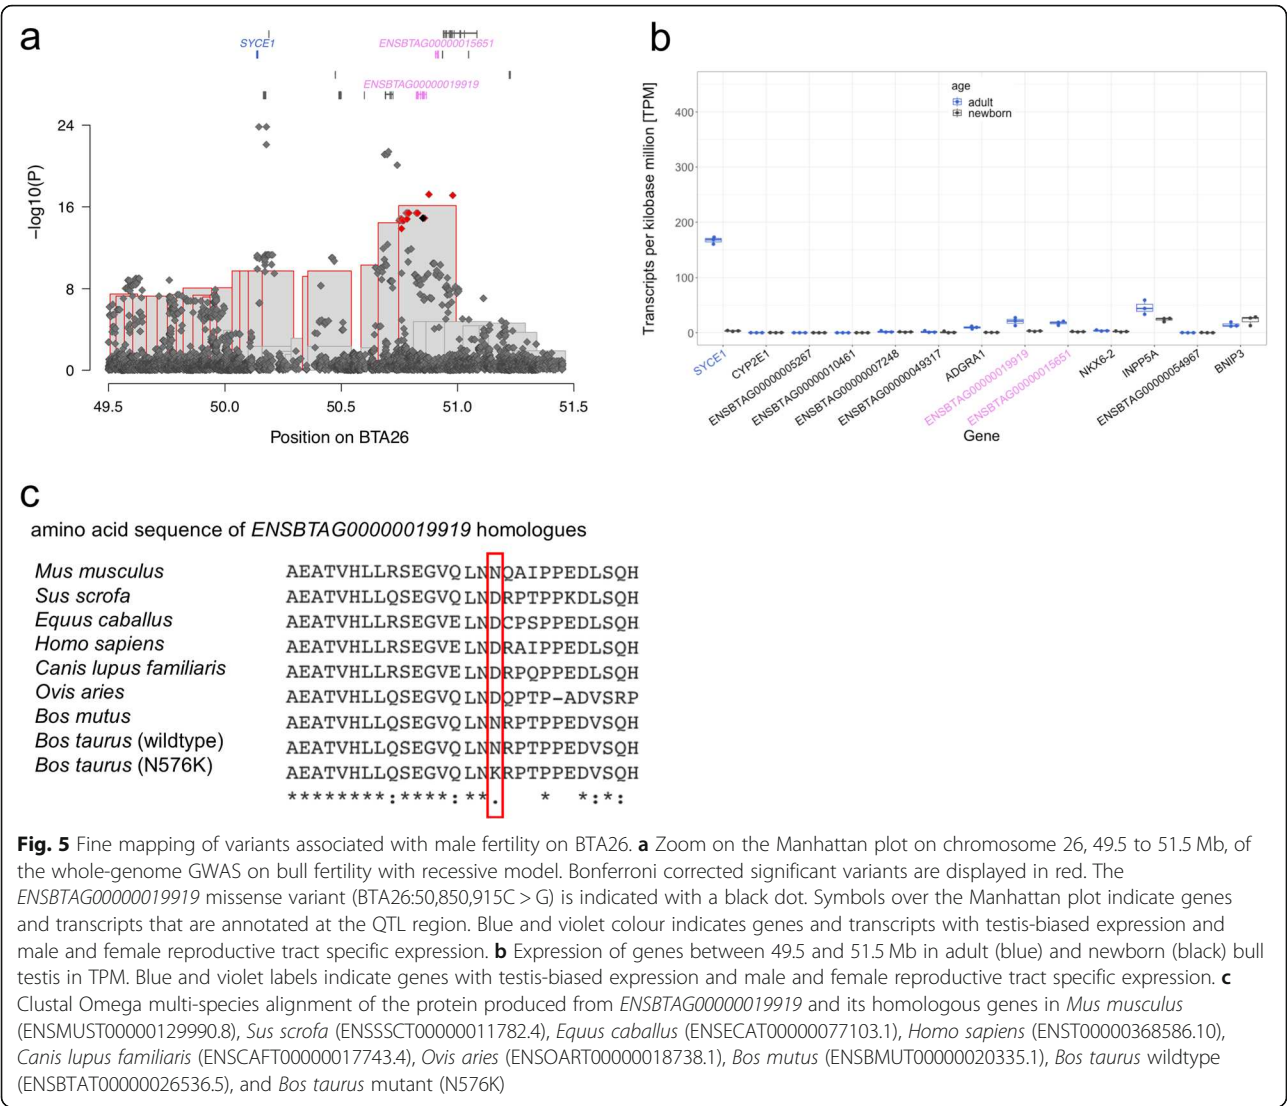 a
SYCE1
ENSBTAG00000015651
ENSBTAG00000019919
24
16
8
0
−log10(P)
49.5 50.0 50.5 51.0 51.5
Position on BTA26
b
Transcripts per kilobase million [TPM]
400
300
200
100
0
age
adult
newborn
SYCE1
CYP2E1
ENSBTAG00000005267
ENSBTAG00000010461
ENSBTAG00000007248
ENSBTAG00000049317
ADGRA1
ENSBTAG00000019919
ENSBTAG00000015651
NKX6-2
INPP5A
ENSBTAG00000054967
BNIP3
Gene
c
amino acid sequence of ENSBTAG00000019919 homologues
Mus musculus AEATVHLLRSEGVQLNNQAIPPEDLSQH
Sus scrofa AEATVHLLQSEGVQLNDRPTPPKDLSQH
Equus caballus AEATVHLLRSEGVELNDCPSPPEDLSQH
Homo sapiens AEATVHLLRSEGVELNDRAIPPEDLSQH
Canis lupus familiaris AEATVHLLRSEGVELNDRPQPPEDLSQH
Ovis aries AEATVHLLQSEGVQLNDQPTP-ADVSRP
Bos mutus AEATVHLLQSEGVQLNNRPTPPEDVSQH
Bos taurus (wildtype) AEATVHLLQSEGVQLNNRPTPPEDVSQH
Bos taurus (N576K) AEATVHLLQSEGVQLNKRPTPPEDVSQH
********:****:**. * *:*:
Fig. 5 Fine mapping of variants associated with male fertility on BTA26. a Zoom on the Manhattan plot on chromosome 26, 49.5 to 51.5 Mb, of
the whole-genome GWAS on bull fertility with recessive model. Bonferroni corrected significant variants are displayed in red. The
ENSBTAG00000019919 missense variant (BTA26:50,850,915C > G) is indicated with a black dot. Symbols over the Manhattan plot indicate genes
and transcripts that are annotated at the QTL region. Blue and violet colour indicates genes and transcripts with testis-biased expression and
male and female reproductive tract specific expression. b Expression of genes between 49.5 and 51.5 Mb in adult (blue) and newborn (black) bull
testis in TPM. Blue and violet labels indicate genes with testis-biased expression and male and female reproductive tract specific expression. c
Clustal Omega multi-species alignment of the protein produced from ENSBTAG00000019919 and its homologous genes in Mus musculus
(ENSMUST00000129990.8), Sus scrofa (ENSSSCT00000011782.4), Equus caballus (ENSECAT00000077103.1), Homo sapiens (ENST00000368586.10),
Canis lupus familiaris (ENSCAFT00000017743.4), Ovis aries (ENSOART00000018738.1), Bos mutus (ENSBMUT00000020335.1), Bos taurus wildtype
(ENSBTAT00000026536.5), and Bos taurus mutant (N576K)